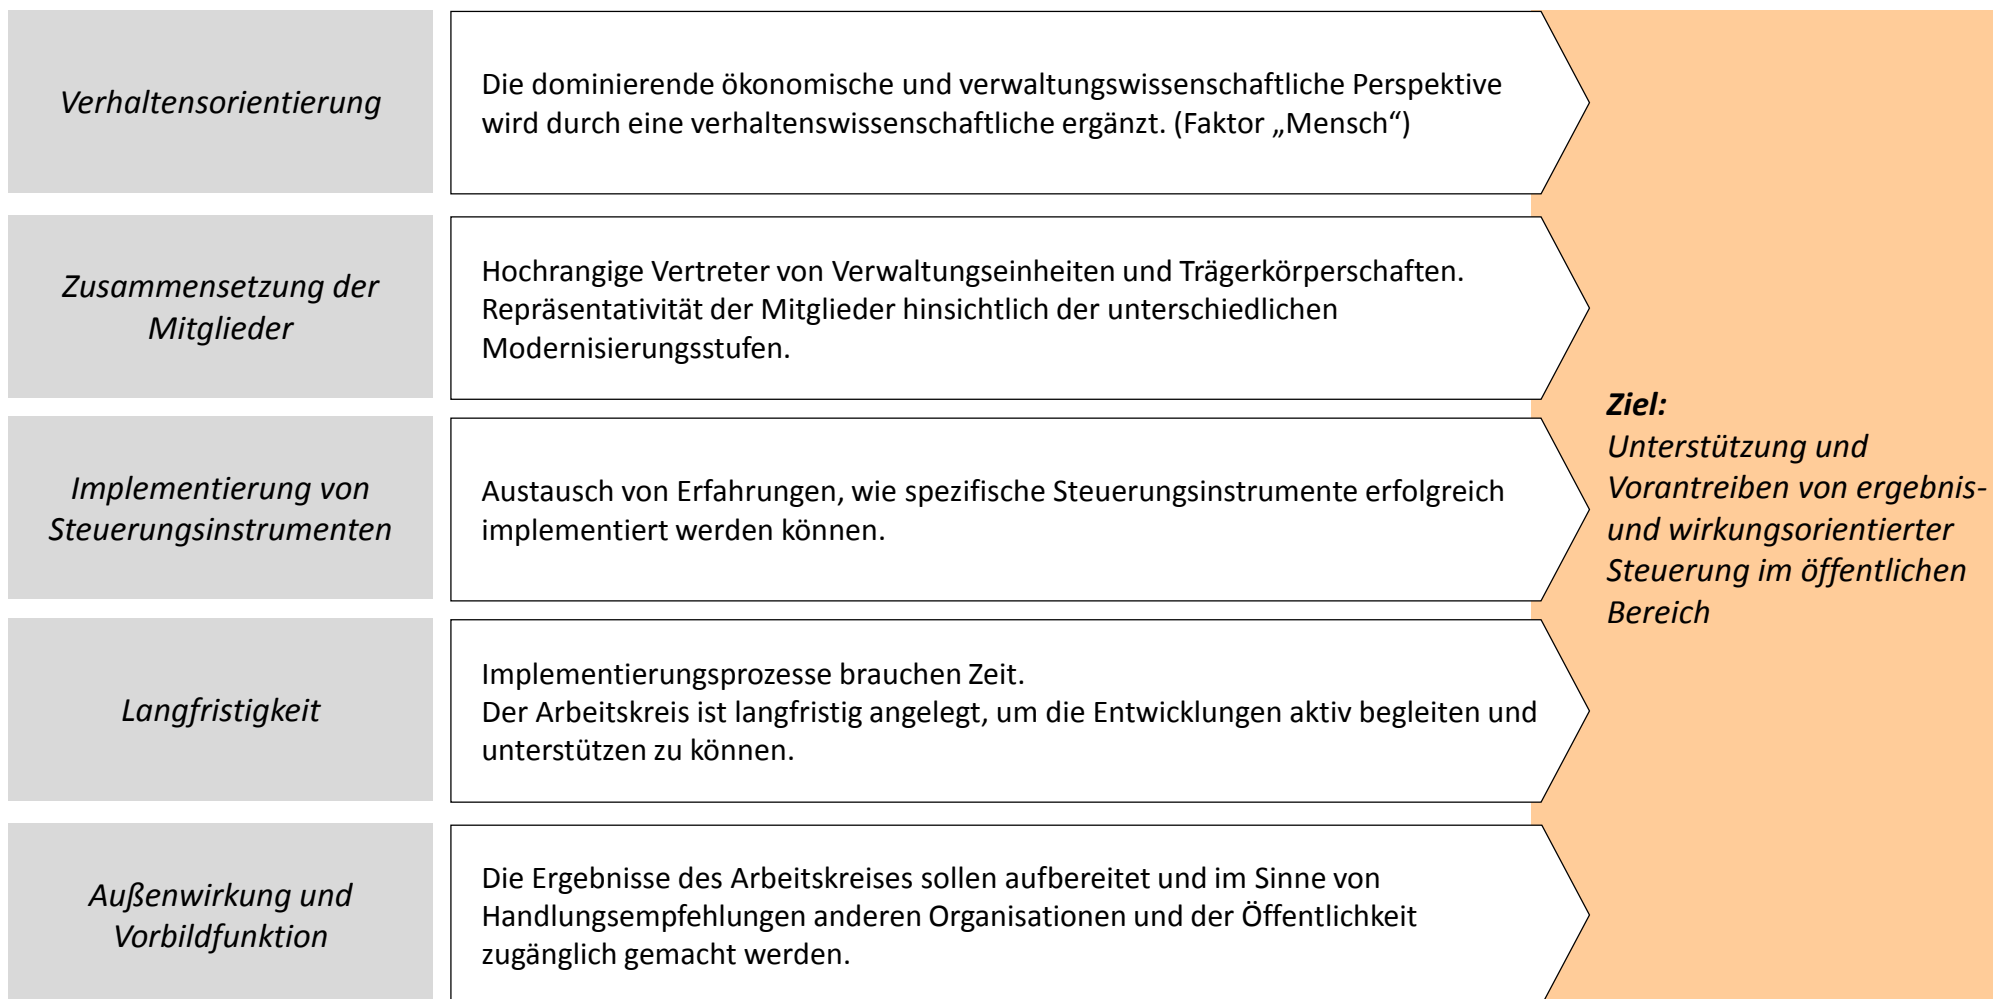 Verhaltensorientierung
Die dominierende ökonomische und verwaltungswissenschaftliche Perspektive
wird durch eine verhaltenswissenschaftliche ergänzt. (Faktor „Mensch“)
Zusammensetzung der
Mitglieder
Hochrangige Vertreter von Verwaltungseinheiten und Trägerkörperschaften.
Repräsentativität der Mitglieder hinsichtlich der unterschiedlichen
Modernisierungsstufen.
Implementierung von
Steuerungsinstrumenten
Austausch von Erfahrungen, wie spezifische Steuerungsinstrumente erfolgreich
implementiert werden können.
Langfristigkeit
Implementierungsprozesse brauchen Zeit.
Der Arbeitskreis ist langfristig angelegt, um die Entwicklungen aktiv begleiten und
unterstützen zu können.
Außenwirkung und
Vorbildfunktion
Die Ergebnisse des Arbeitskreises sollen aufbereitet und im Sinne von
Handlungsempfehlungen anderen Organisationen und der Öffentlichkeit
zugänglich gemacht werden.
Ziel:
Unterstützung und
Vorantreiben von ergebnis-
und wirkungsorientierter
Steuerung im öffentlichen
Bereich